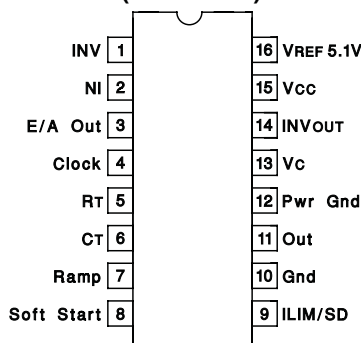 INV 1 16 VREF 5.1V
NI 2 15 VCC
E/A Out 3 14 INVOUT
Clock 4 13 VC
RT 5 12 Pwr Gnd
CT 6 11 Out
Ramp 7 10 Gnd
Soft Start 8 9 ILIM/SD